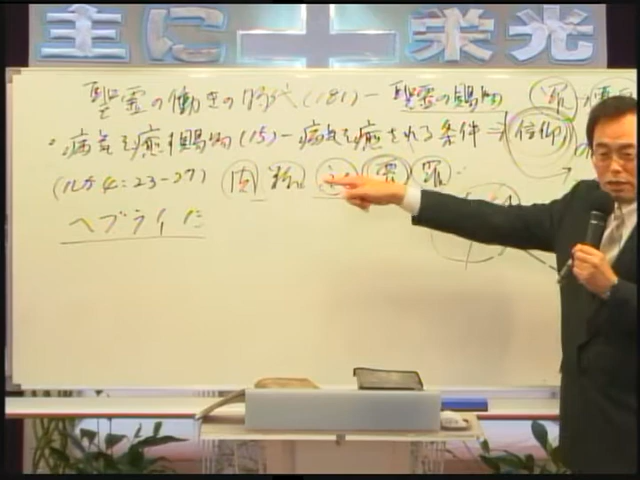 主に 栄光
聖霊の働きの時代(181)ー聖霊の賜物 罪
・病気を癒す賜物(15)ー病気を癒される条件⇒信仰
(ルカ4:23-27) 肉 心 霊 罪
ヘブライ